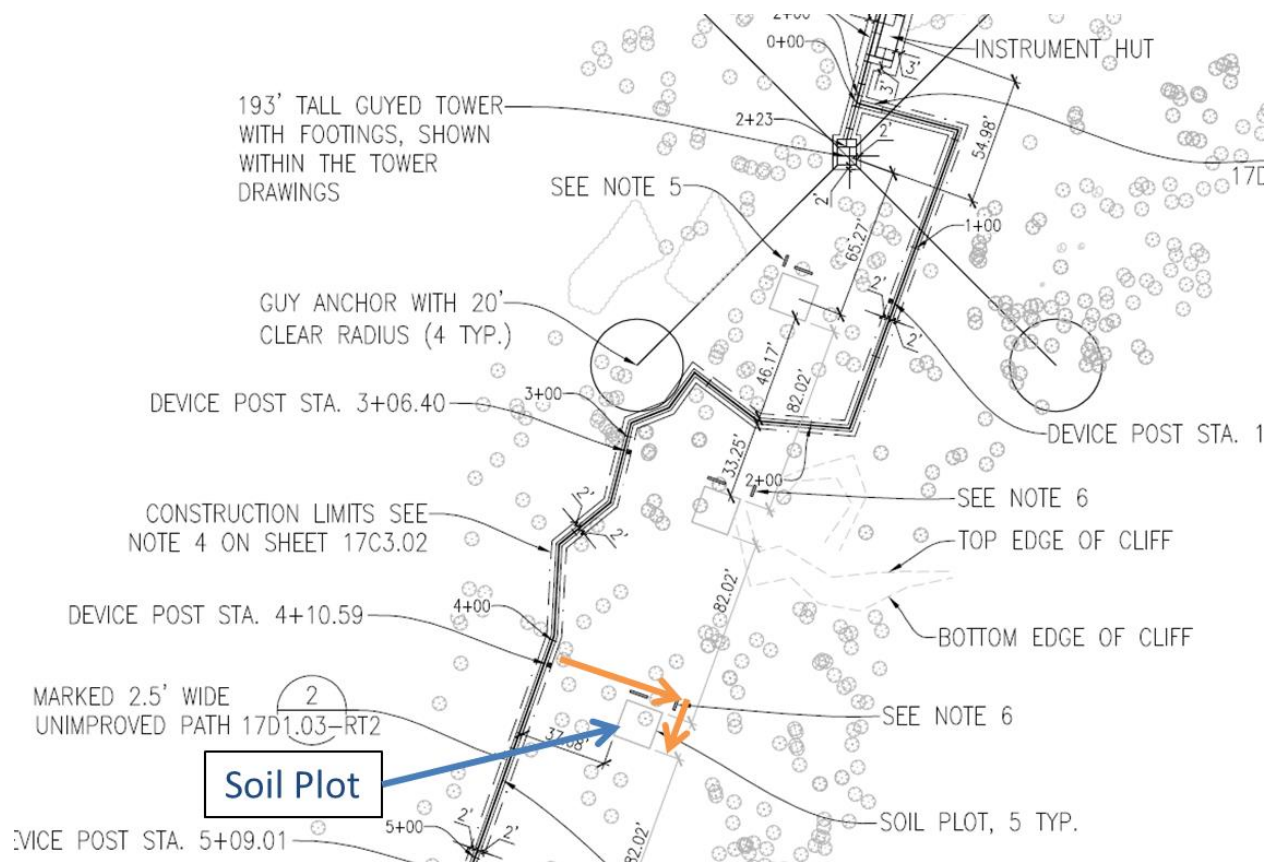 2+00
0+00
INSTRUMENT HUT
3'
3'
193' TALL GUYED TOWER
WITH FOOTINGS, SHOWN
WITHIN THE TOWER
DRAWINGS
2+23
2'
2'
54.98'
17D
SEE NOTE 5
65.27'
1+00
GUY ANCHOR WITH 20'
CLEAR RADIUS (4 TYP.)
2'
2'
46.17'
82.02'
DEVICE POST STA. 3+06.40
3+00
DEVICE POST STA. 1
33.25'
2+00
SEE NOTE 6
CONSTRUCTION LIMITS SEE
NOTE 4 ON SHEET 17C3.02
2'
2'
TOP EDGE OF CLIFF
82.02'
DEVICE POST STA. 4+10.59
4+00
BOTTOM EDGE OF CLIFF
MARKED 2.5' WIDE
UNIMPROVED PATH 17D1.03-RT2
2
SEE NOTE 6
Soil Plot
SOIL PLOT, 5 TYP.
5+00
2'
2'
EVICE POST STA. 5+09.01
82.02'